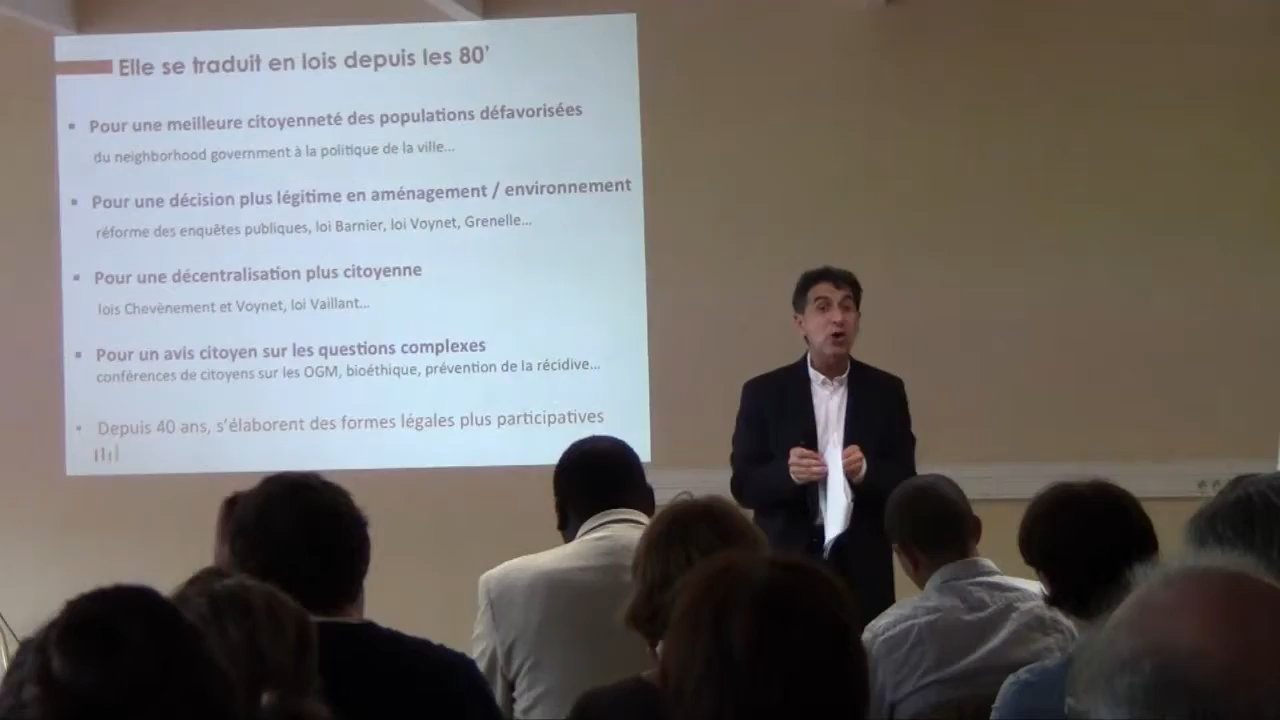 Elle se traduit en lois depuis les 80'
▪ Pour une meilleure citoyenneté des populations défavorisées
du neighborhood government à la politique de la ville...
▪ Pour une décision plus légitime en aménagement / environnement
réforme des enquêtes publiques, loi Barnier, loi Voynet, Grenelle...
▪ Pour une décentralisation plus citoyenne
lois Chevènement et Voynet, loi Vaillant...
▪ Pour un avis citoyen sur les questions complexes
conférences de citoyens sur les OGM, bioéthique, prévention de la récidive...
▪ Depuis 40 ans, s'élaborent des formes légales plus participatives